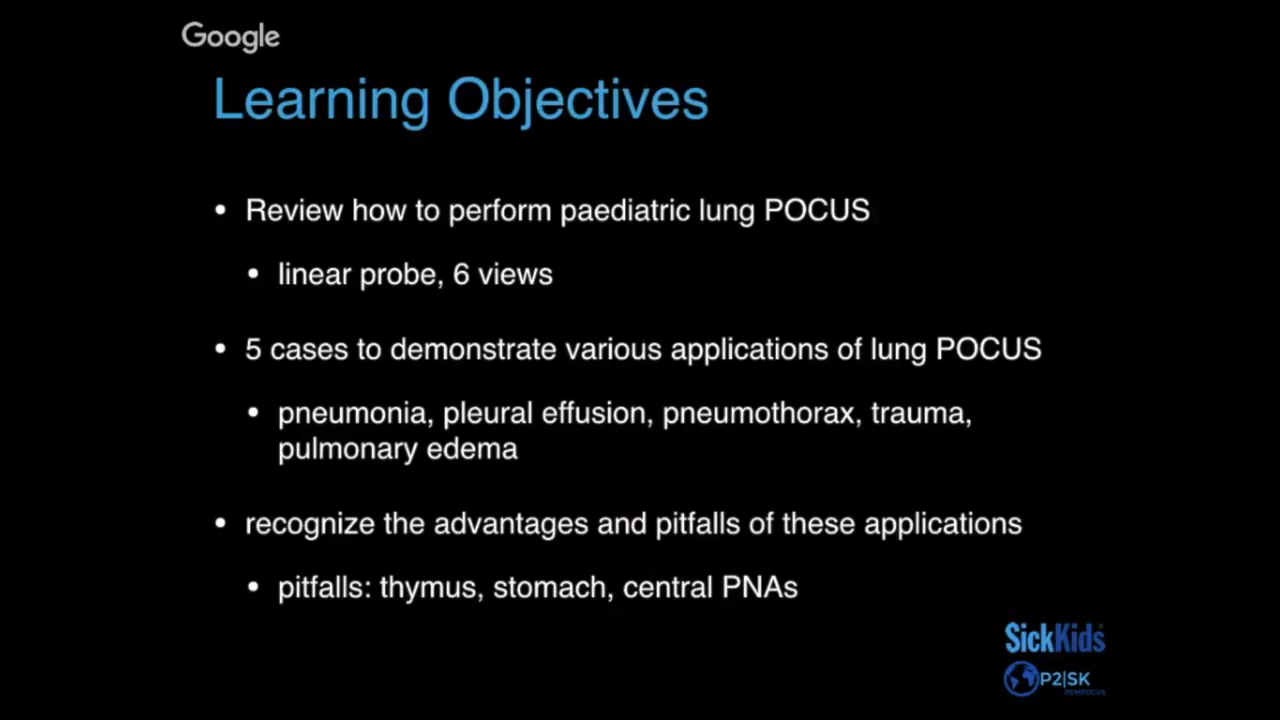 Google
Learning Objectives
• Review how to perform paediatric lung POCUS
• linear probe, 6 views
• 5 cases to demonstrate various applications of lung POCUS
• pneumonia, pleural effusion, pneumothorax, trauma,
pulmonary edema
• recognize the advantages and pitfalls of these applications
• pitfalls: thymus, stomach, central PNAs
SickKids
P2|SK
PEMPOCUS